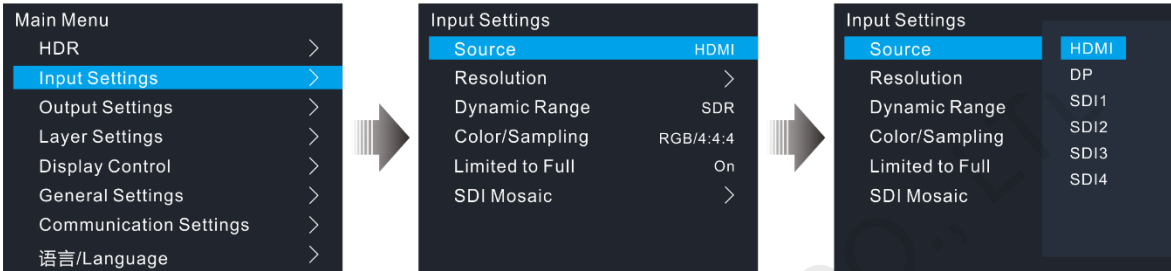 Main Menu
HDR
Input Settings
Output Settings
Layer Settings
Display Control
General Settings
Communication Settings
语言/Language
Input Settings
Source HDMI
Resolution
Dynamic Range SDR
Color/Sampling RGB/4:4:4
Limited to Full On
SDI Mosaic
Input Settings
Source HDMI
Resolution DP
Dynamic Range SDI1
Color/Sampling SDI2
Limited to Full SDI3
SDI Mosaic SDI4